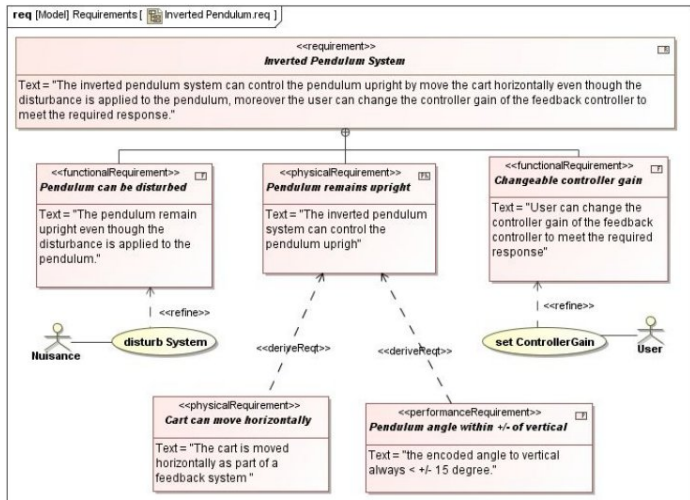 req [Model] Requirements [ Inverted Pendulum.req ]
<<requirement>>
Inverted Pendulum System
Text = "The inverted pendulum system can control the pendulum upright by move the cart horizontally even though the
disturbance is applied to the pendulum, moreover the user can change the controller gain of the feedback controller to
meet the required response."
<<functionalRequirement>>
Pendulum can be disturbed
Text = "The pendulum remain
upright even though the
disturbance is applied to the
pendulum."
<<physicalRequirement>>
Pendulum remains upright
Text = "The inverted pendulum
system can control the
pendulum uprigh"
<<functionalRequirement>>
Changeable controller gain
Text = "User can change the
controller gain of the feedback
controller to meet the required
response"
<<refine>>
<<refine>>
disturb System
Nuisance
<<deriveReqt>>
<<deriveReqt>>
set ControllerGain
User
<<physicalRequirement>>
Cart can move horizontally
Text = "The cart is moved
horizontally as part of a
feedback system "
<<performanceRequirement>>
Pendulum angle within +/- of vertical
Text = "the encoded angle to vertical
always < +/- 15 degree."